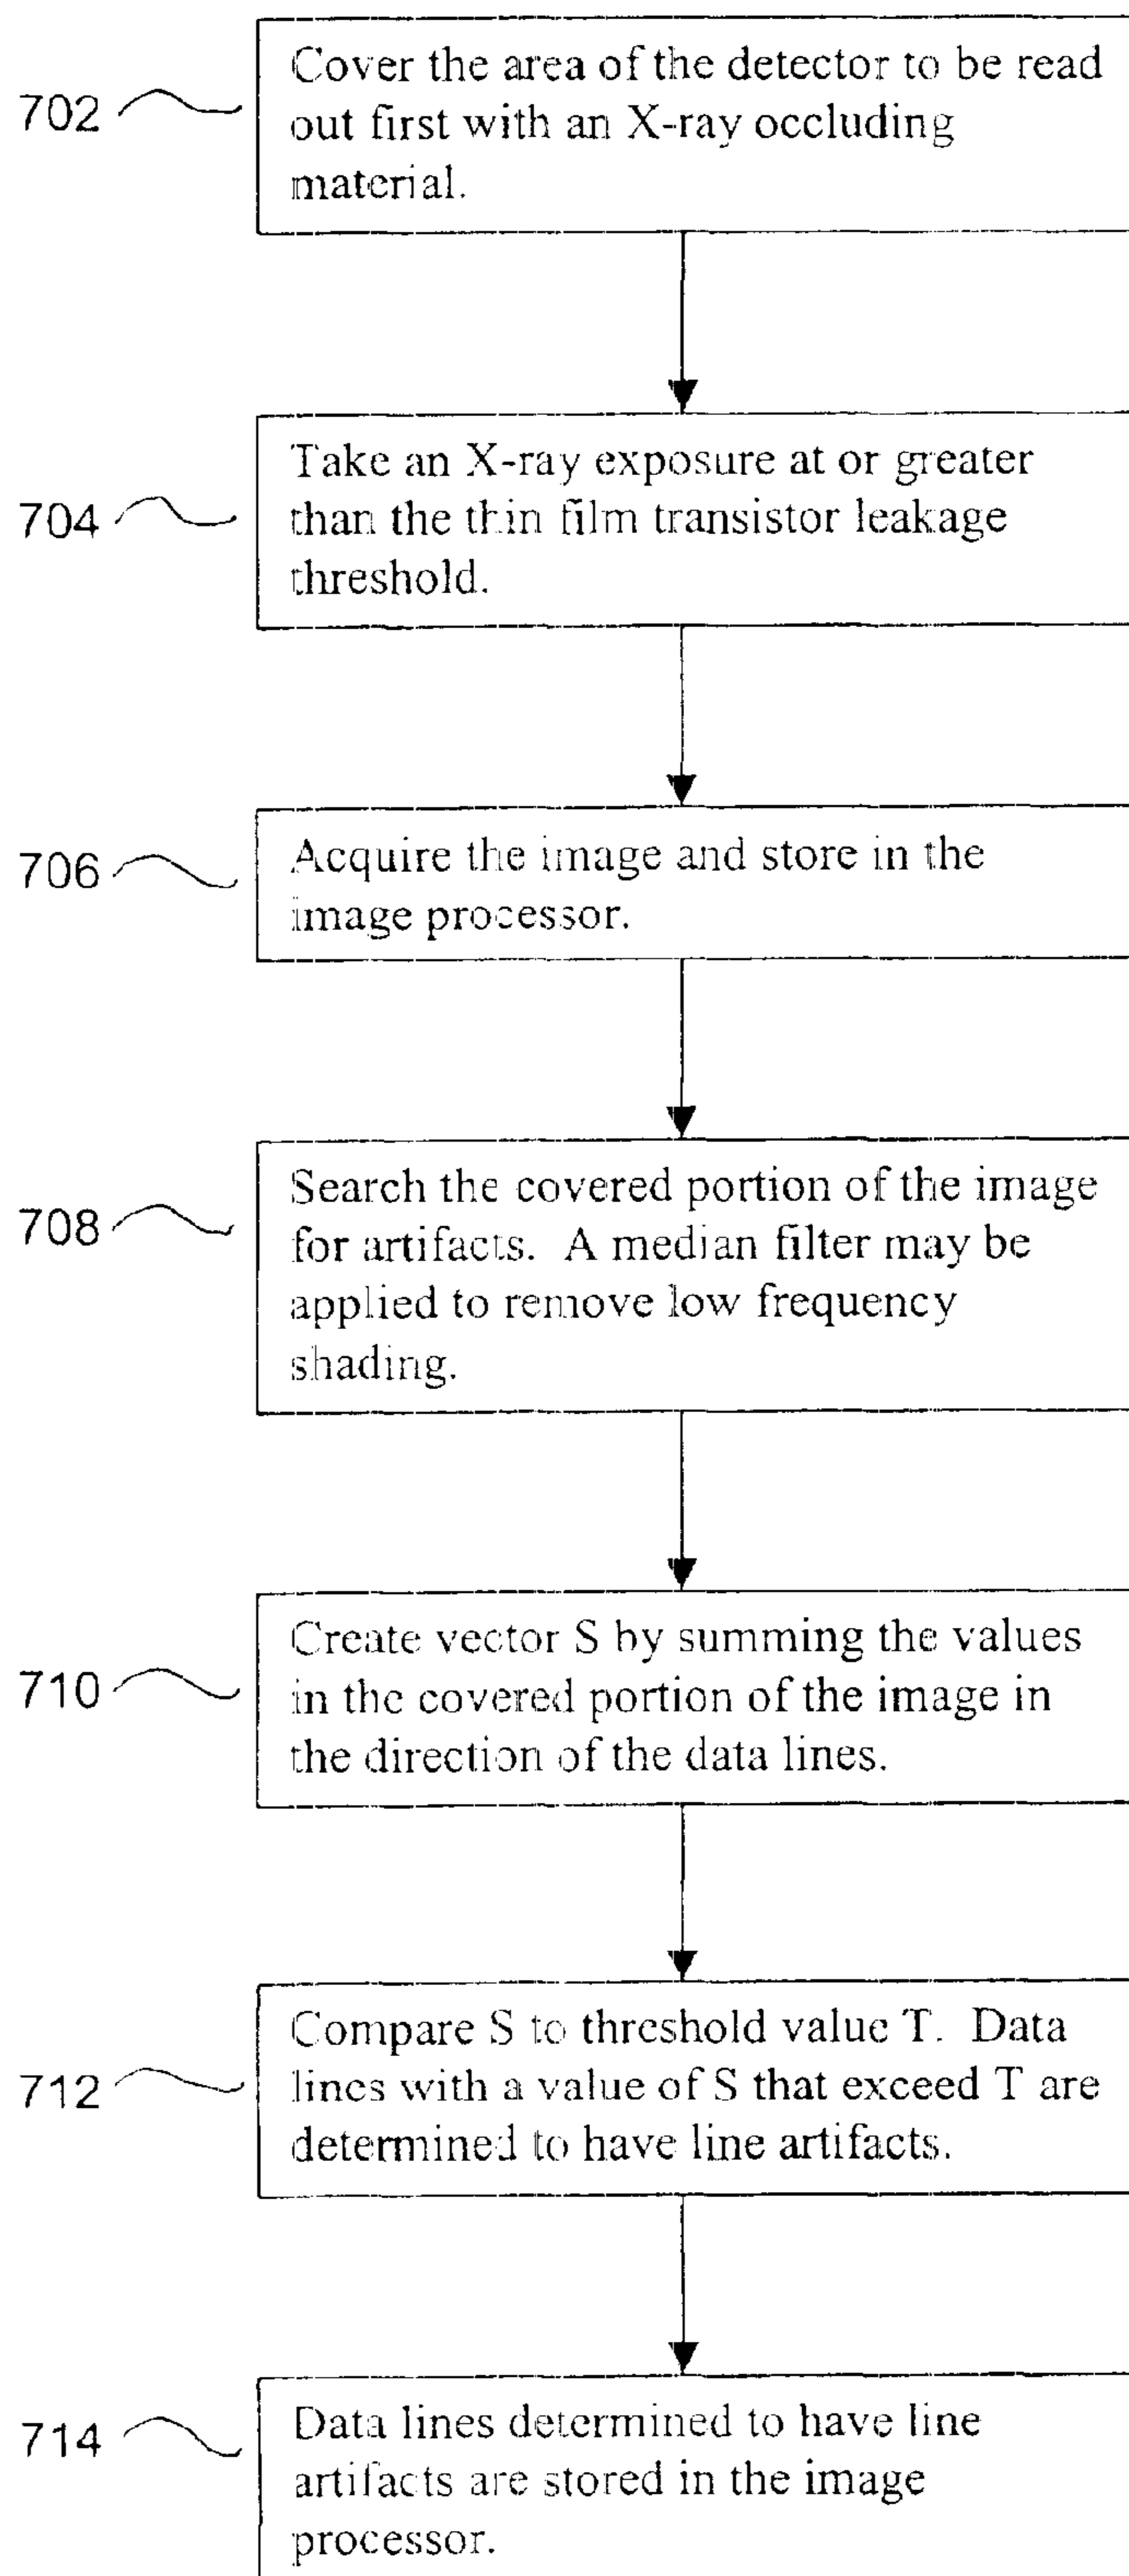 702
Cover the area of the detector to be read
out first with an X-ray occluding
material.
704
Take an X-ray exposure at or greater
than the thin film transistor leakage
threshold.
706
Acquire the image and store in the
image processor.
708
Search the covered portion of the image
for artifacts. A median filter may be
applied to remove low frequency
shading.
710
Create vector S by summing the values
in the covered portion of the image in
the direction of the data lines.
712
Compare S to threshold value T. Data
lines with a value of S that exceed T are
determined to have line artifacts.
714
Data lines determined to have line
artifacts are stored in the image
processor.